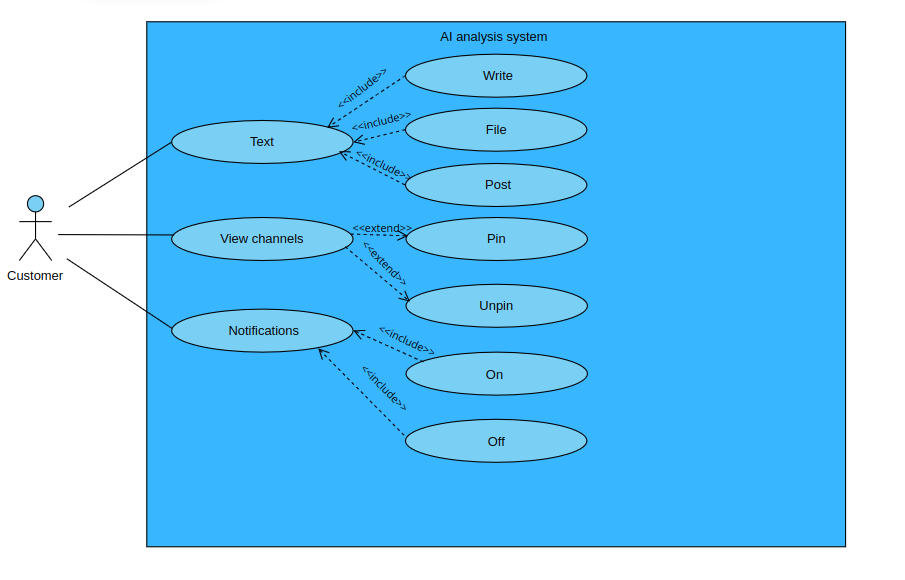 AI analysis system
Write
<<include>>
File
<<include>>
Text
<<include>>
Post
<<extend>>
View channels
Pin
<<extend>>
Customer
Unpin
Notifications
<<include>>
On
<<include>>
Off